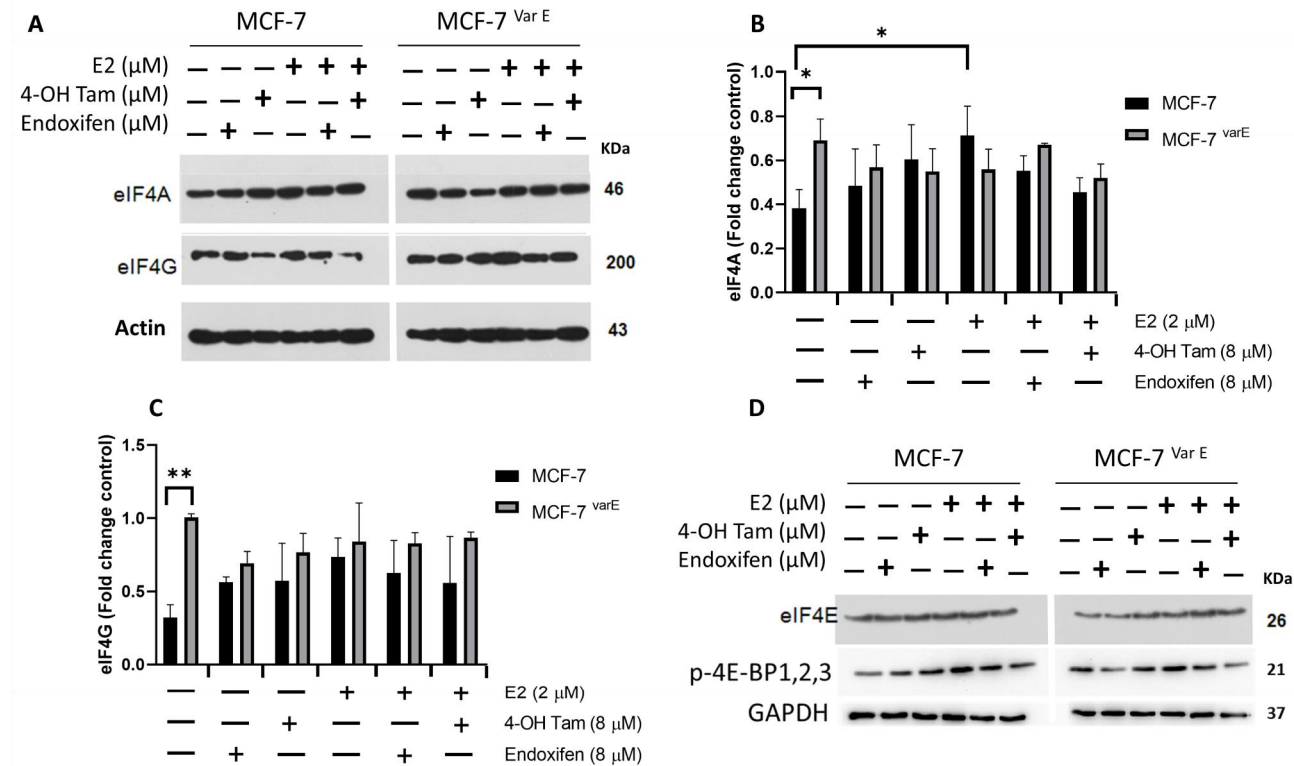 A
MCF-7
MCF-7 Var E
E2 (µM) — — — + + + — — — + + +
4-OH Tam (µM) — — + — — + — — + — — +
Endoxifen (µM) — + — — + — — + — — + —
KDa
eIF4A 46
eIF4G 200
Actin 43
B
* 
*
eIF4A (Fold change control)
1.0
0.8
0.6
0.4
0.2
0.0
MCF-7
MCF-7 varE
— — — + + + E2 (2 µM)
— — + — — + 4-OH Tam (8 µM)
— + — — + — Endoxifen (8 µM)
C
**
eIF4G (Fold change control)
1.5
1.0
0.5
0.0
MCF-7
MCF-7 varE
— — — + + + E2 (2 µM)
— — + — — + 4-OH Tam (8 µM)
— + — — + — Endoxifen (8 µM)
D
MCF-7
MCF-7 Var E
E2 (µM) — — — + + + — — — + + +
4-OH Tam (µM) — — + — — + — — + — — +
Endoxifen (µM) — + — — + — — + — — + —
KDa
eIF4E 26
p-4E-BP1,2,3 21
GAPDH 37